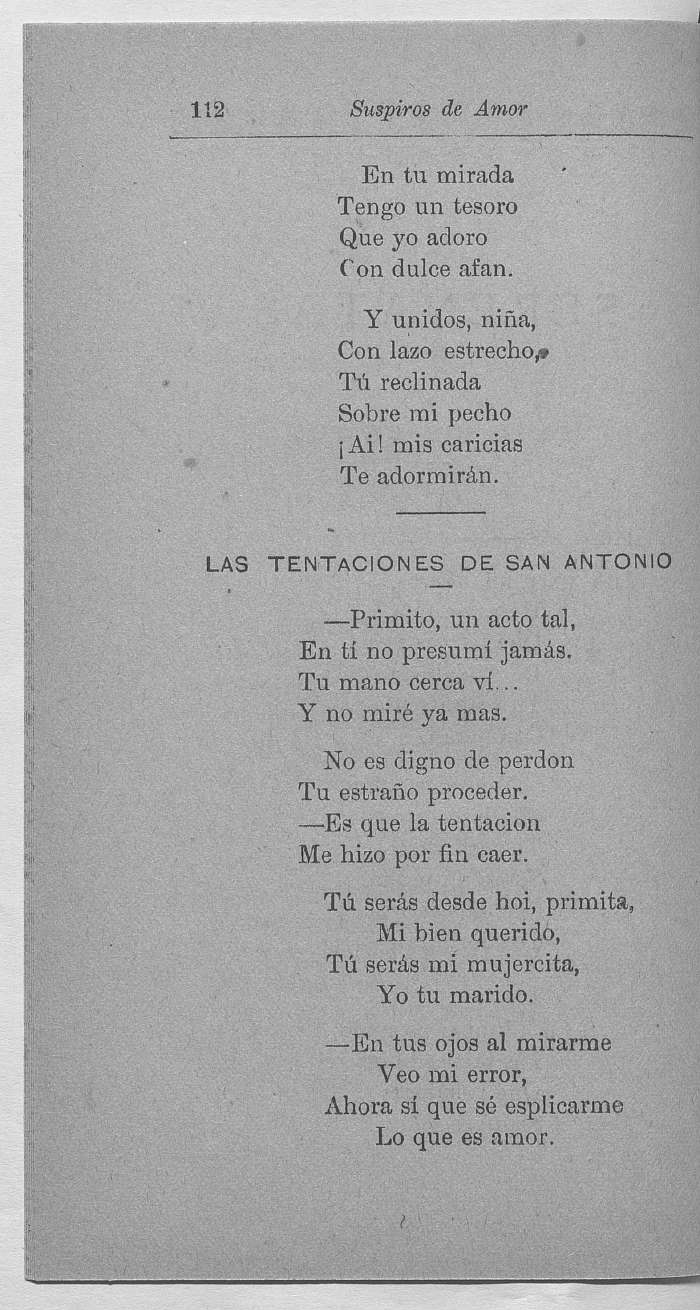 112 Suspiros de Amor
En tu mirada
Tengo un tesoro
Que yo adoro
Con dulce afan.
Y unidos, niña,
Con lazo estrecho,
Tú reclinada
Sobre mi pecho
¡Ai! mis caricias
Te adormirán.
LAS TENTACIONES DE SAN ANTONIO
—Primito, un acto tal,
En tí no presumí jamás.
Tu mano cerca ví...
Y no miré ya mas.
No es digno de perdon
Tu estraño proceder.
—Es que la tentacion
Me hizo por fin caer.
Tú serás desde hoi, primita,
Mi bien querido,
Tú serás mi mujercita,
Yo tu marido.
—En tus ojos al mirarme
Veo mi error,
Ahora sí que sé esplicarme
Lo que es amor.